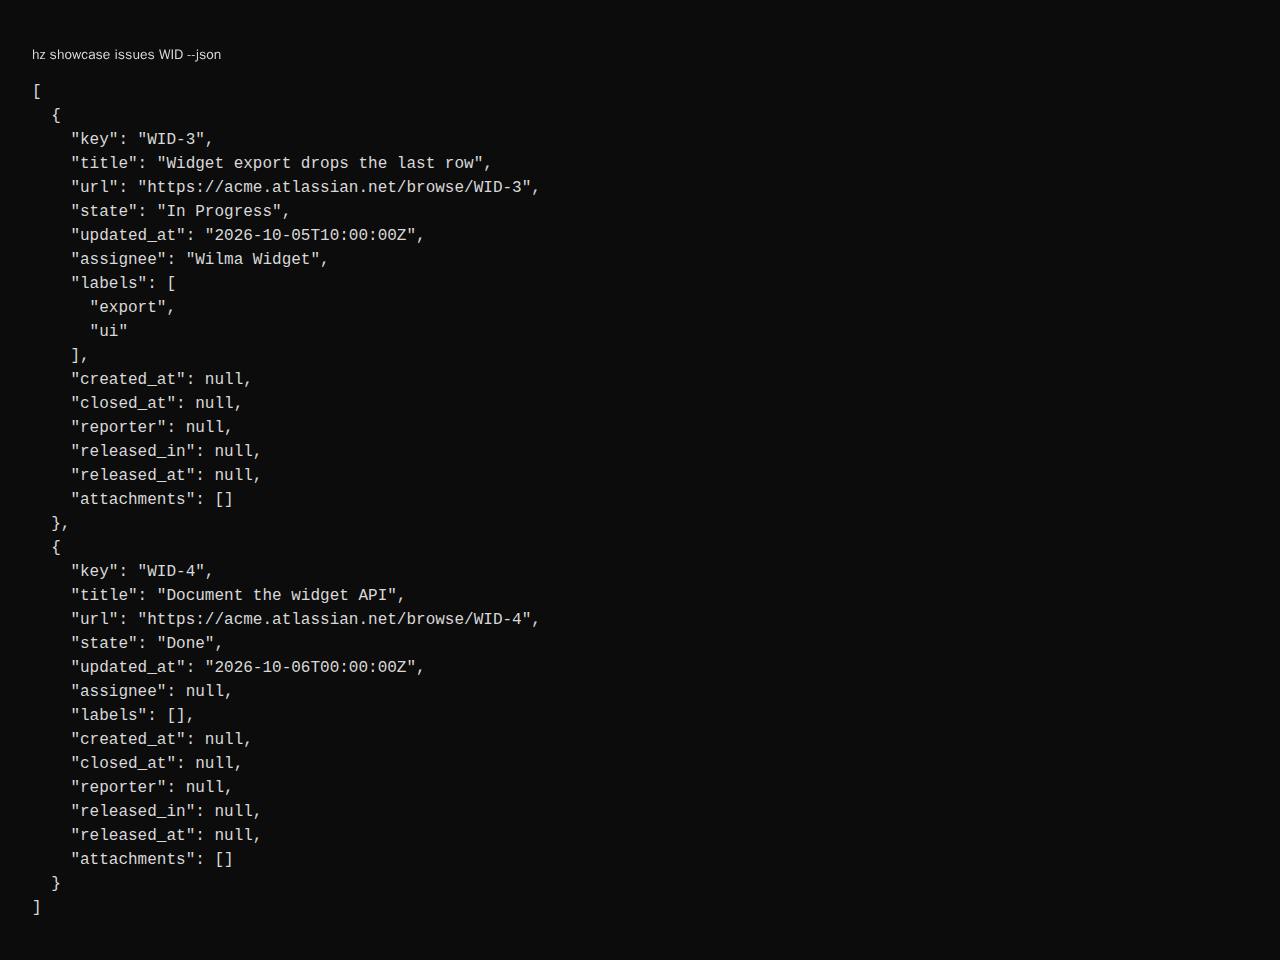 hz showcase issues WID --json
[
  {
    "key": "WID-3",
    "title": "Widget export drops the last row",
    "url": "https://acme.atlassian.net/browse/WID-3",
    "state": "In Progress",
    "updated_at": "2026-10-05T10:00:00Z",
    "assignee": "Wilma Widget",
    "labels": [
      "export",
      "ui"
    ],
    "created_at": null,
    "closed_at": null,
    "reporter": null,
    "released_in": null,
    "released_at": null,
    "attachments": []
  },
  {
    "key": "WID-4",
    "title": "Document the widget API",
    "url": "https://acme.atlassian.net/browse/WID-4",
    "state": "Done",
    "updated_at": "2026-10-06T00:00:00Z",
    "assignee": null,
    "labels": [],
    "created_at": null,
    "closed_at": null,
    "reporter": null,
    "released_in": null,
    "released_at": null,
    "attachments": []
  }
]